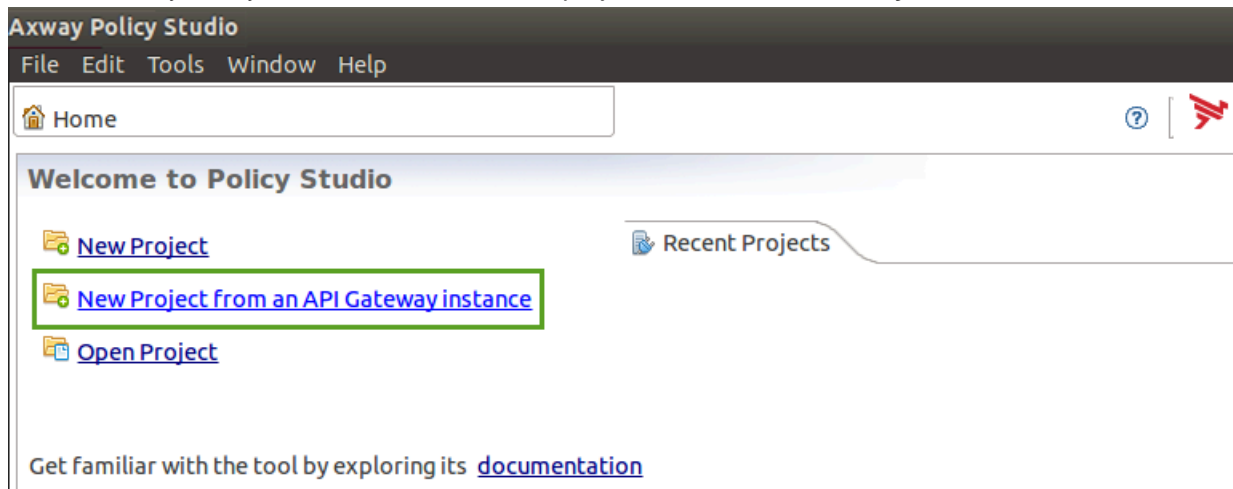 Axway Policy Studio
File Edit Tools Window Help
Home
Welcome to Policy Studio
New Project
Recent Projects
New Project from an API Gateway instance
Open Project
Get familiar with the tool by exploring its documentation